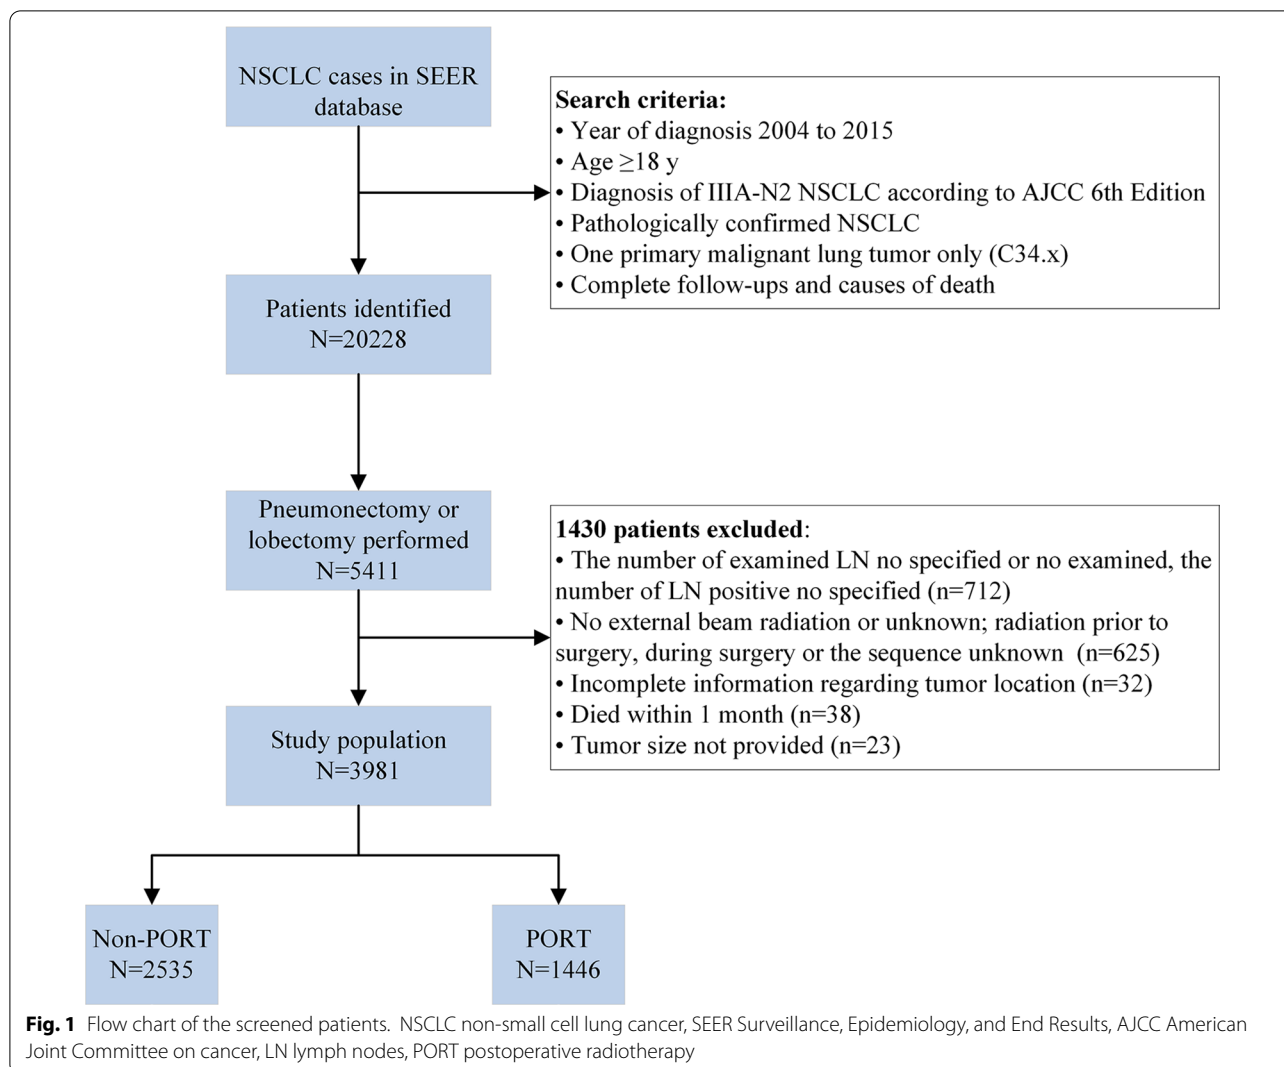 NSCLC cases in SEER
database
Search criteria:
• Year of diagnosis 2004 to 2015
• Age ≥18 y
• Diagnosis of IIIA-N2 NSCLC according to AJCC 6th Edition
• Pathologically confirmed NSCLC
• One primary malignant lung tumor only (C34.x)
• Complete follow-ups and causes of death
Patients identified
N=20228
Pneumonectomy or
lobectomy performed
N=5411
1430 patients excluded:
• The number of examined LN no specified or no examined, the
number of LN positive no specified (n=712)
• No external beam radiation or unknown; radiation prior to
surgery, during surgery or the sequence unknown (n=625)
• Incomplete information regarding tumor location (n=32)
• Died within 1 month (n=38)
• Tumor size not provided (n=23)
Study population
N=3981
Non-PORT
N=2535
PORT
N=1446
Fig. 1 Flow chart of the screened patients. NSCLC non-small cell lung cancer, SEER Surveillance, Epidemiology, and End Results, AJCC American
Joint Committee on cancer, LN lymph nodes, PORT postoperative radiotherapy